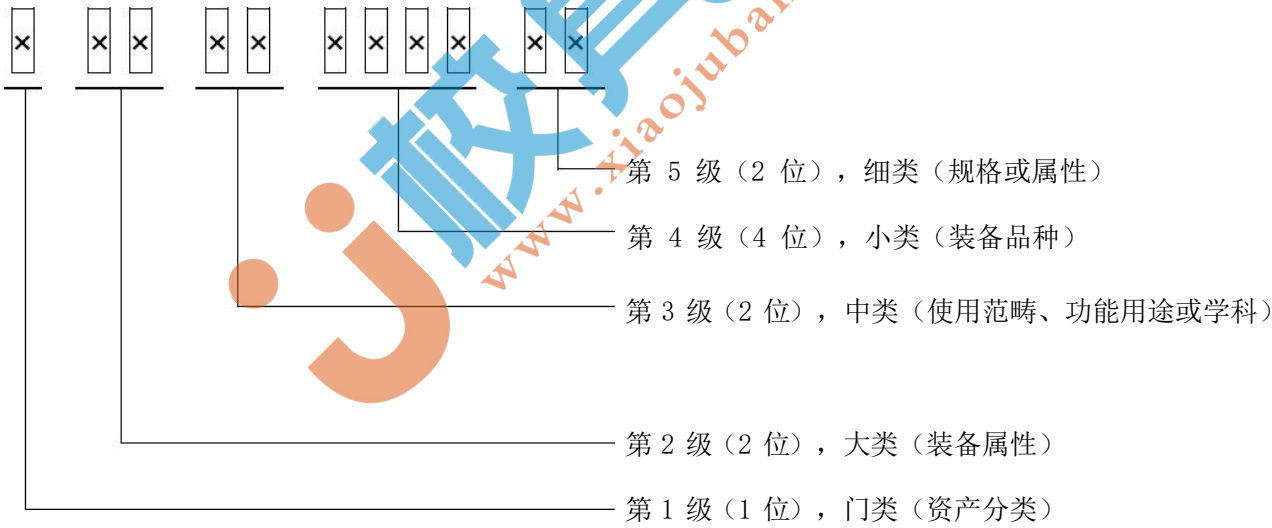 × × × × × × × × × × ×
第 5 级（2 位），细类（规格或属性）
第 4 级（4 位），小类（装备品种）
第 3 级（2 位），中类（使用范畴、功能用途或学科）
第 2 级（2 位），大类（装备属性）
第 1 级（1 位），门类（资产分类）
www.xiaojuban